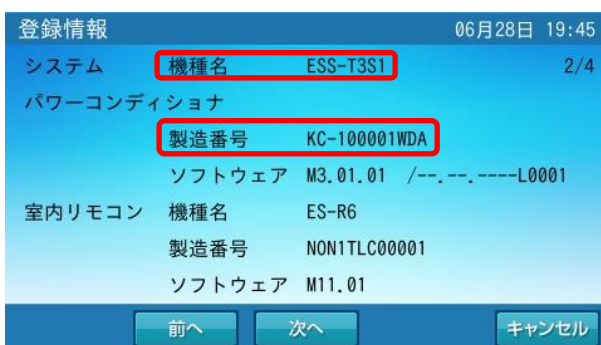 登録情報 06月28日 19:45
システム 機種名 ESS-T3S1 2/4
パワーコンディショナ
製造番号 KC-100001WDA
ソフトウェア M3.01.01 /--.--.----L0001
室内リモコン 機種名 ES-R6
製造番号 NON1TLC00001
ソフトウェア M11.01
前へ 次へ キャンセル